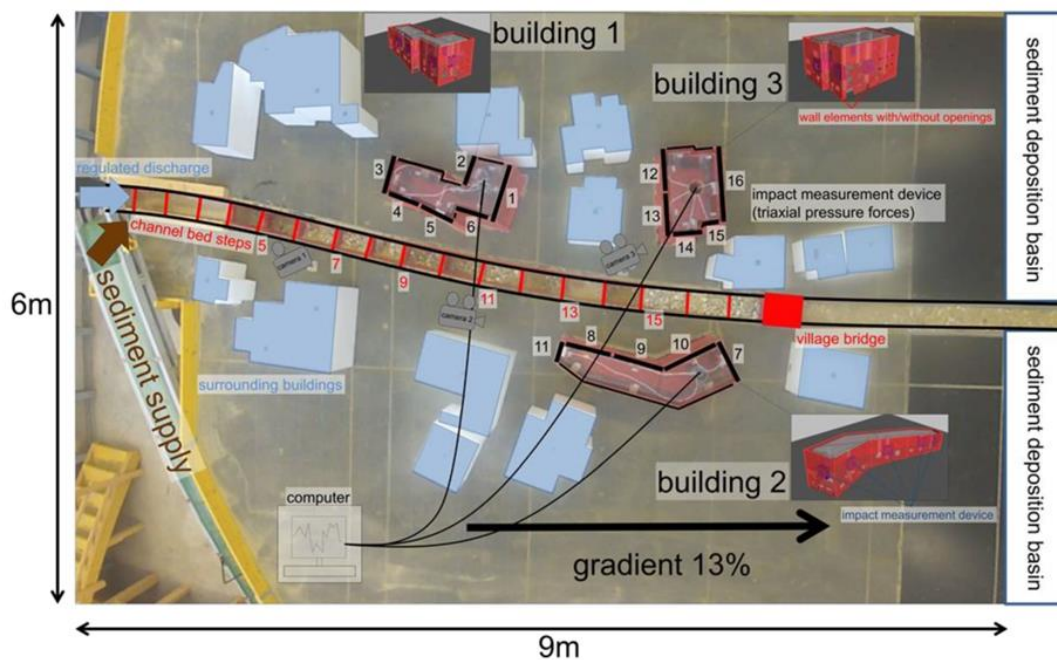 building 1
building 3
wall elements with/without openings
sediment deposition basin
regulated discharge
3
2
1
4
5
6
12
16
13
14
15
impact measurement device
(triaxial pressure forces)
channel bed steps
5
7
9
11
13
15
camera 1
camera 2
camera 3
6m
sediment supply
surrounding buildings
village bridge
11
8
9
10
7
building 2
impact measurement device
sediment deposition basin
computer
gradient 13%
9m